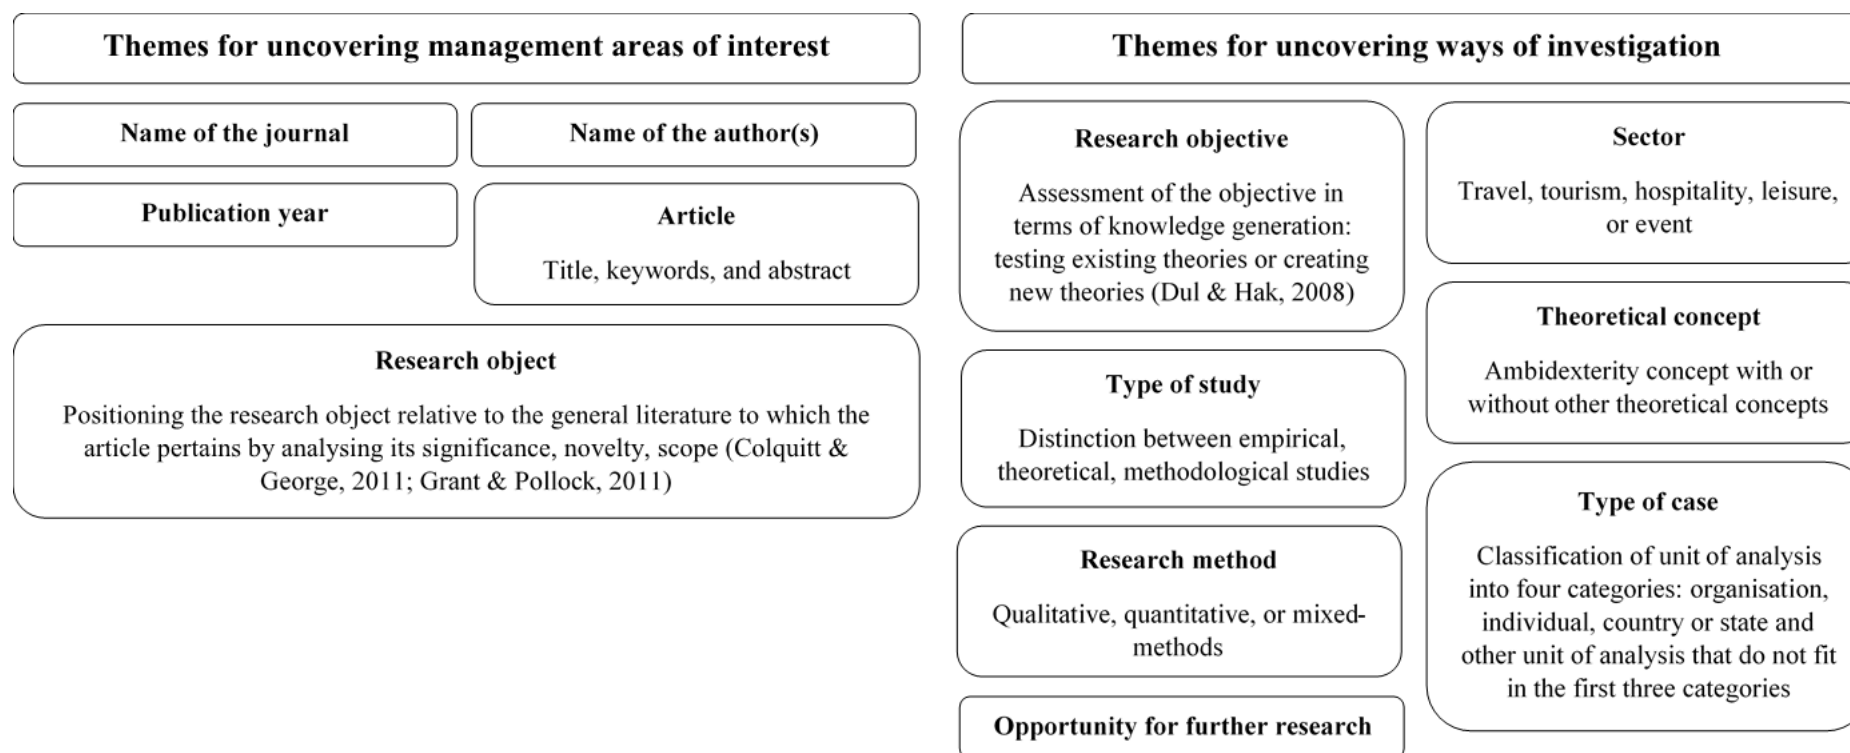 Themes for uncovering management areas of interest
Name of the journal
Name of the author(s)
Publication year
Article
Title, keywords, and abstract
Research object
Positioning the research object relative to the general literature to which the
article pertains by analysing its significance, novelty, scope (Colquitt &
George, 2011; Grant & Pollock, 2011)
Themes for uncovering ways of investigation
Research objective
Assessment of the objective in
terms of knowledge generation:
testing existing theories or creating
new theories (Dul & Hak, 2008)
Type of study
Distinction between empirical,
theoretical, methodological studies
Research method
Qualitative, quantitative, or mixed-
methods
Opportunity for further research
Sector
Travel, tourism, hospitality, leisure,
or event
Theoretical concept
Ambidexterity concept with or
without other theoretical concepts
Type of case
Classification of unit of analysis
into four categories: organisation,
individual, country or state and
other unit of analysis that do not fit
in the first three categories